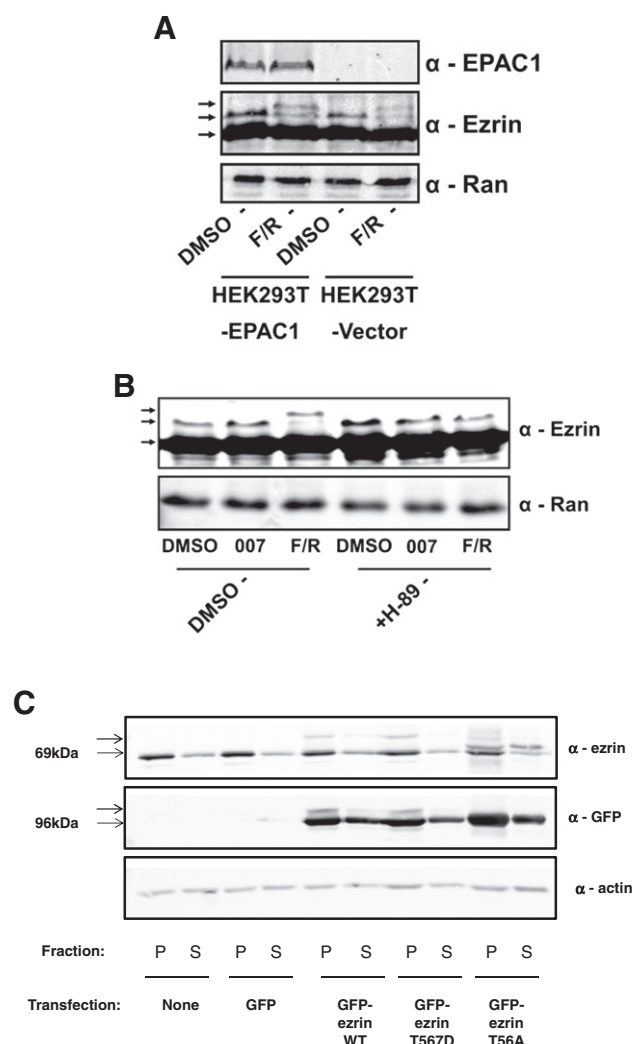 A
α - EPAC1
α - Ezrin
α - Ran
DMSO - F/R - DMSO - F/R -
HEK293T HEK293T
-EPAC1 -Vector
B
α - Ezrin
α - Ran
DMSO 007 F/R DMSO 007 F/R
DMSO - +H-89 -
C
69kDa
α - ezrin
96kDa
α - GFP
α - actin
Fraction: P S P S P S P S P S
Transfection: None GFP GFP- GFP- GFP-
ezrin ezrin ezrin
WT T567D T56A